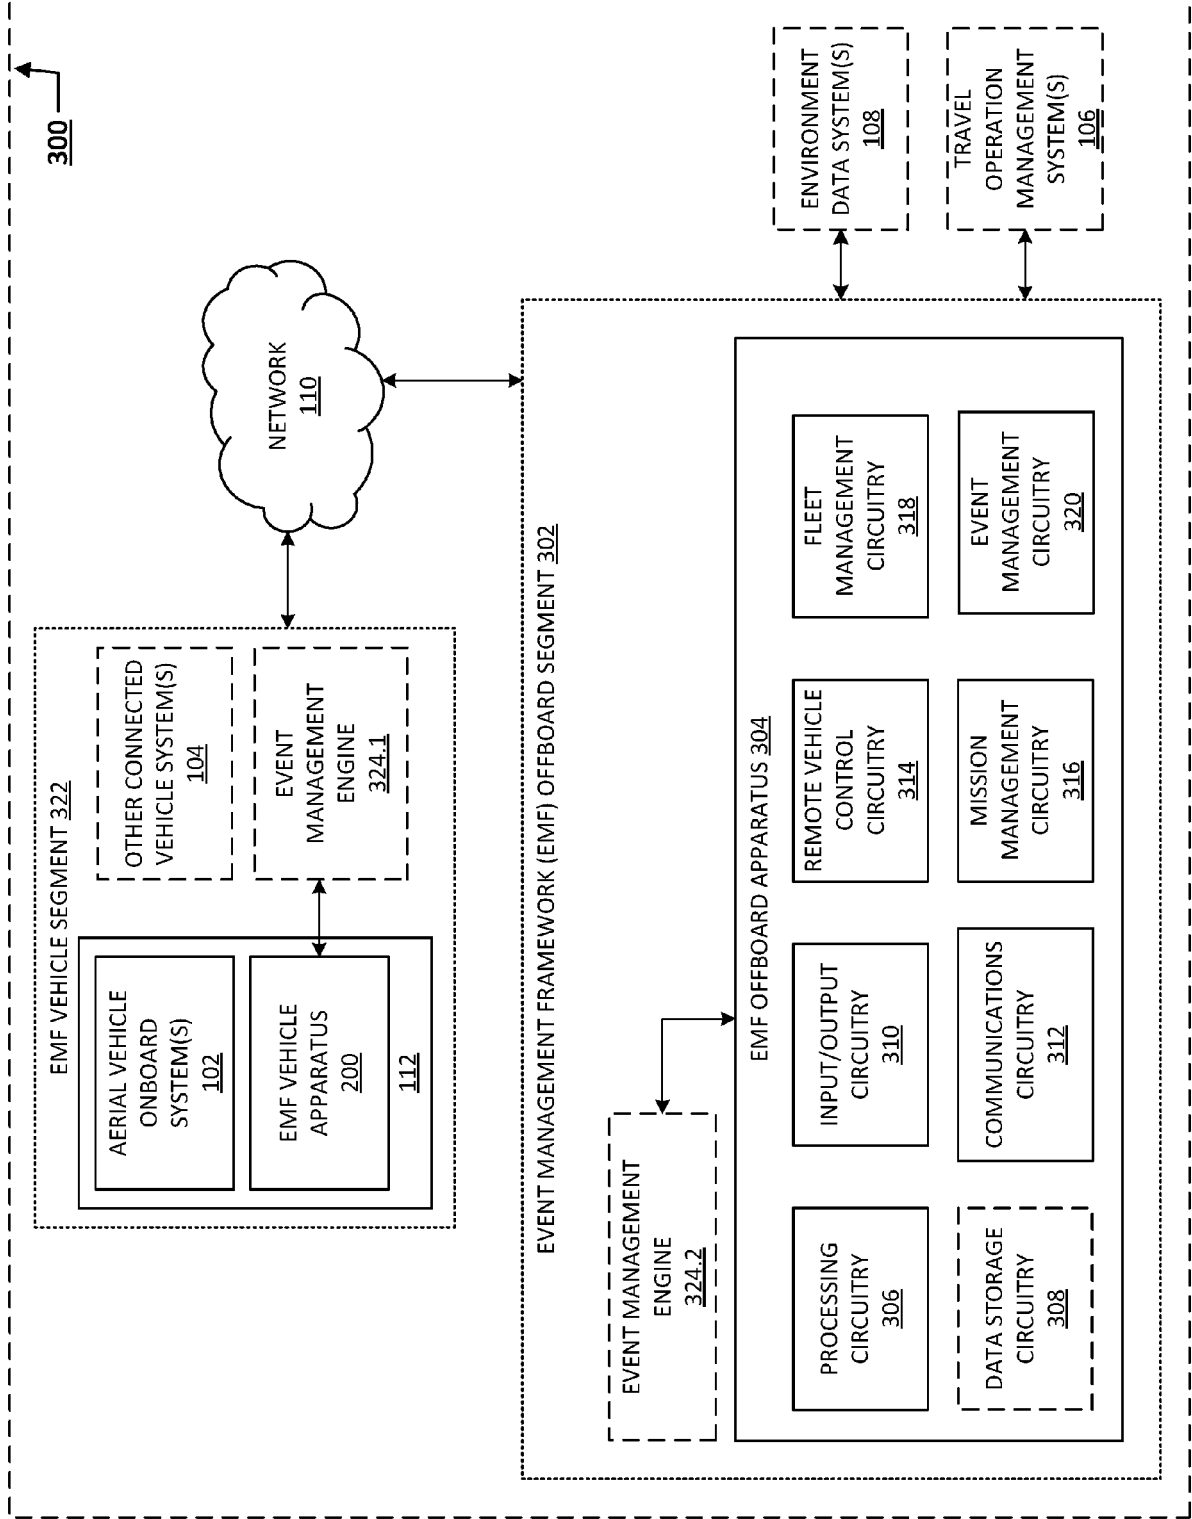 300
EMF VEHICLE SEGMENT 322
AERIAL VEHICLE
ONBOARD
SYSTEM(S)
102
EMF VEHICLE
APPARATUS
200
112
OTHER CONNECTED
VEHICLE SYSTEM(S)
104
EVENT
MANAGEMENT
ENGINE
324.1
NETWORK
110
EVENT MANAGEMENT FRAMEWORK (EMF) OFFBOARD SEGMENT 302
EVENT MANAGEMENT
ENGINE
324.2
EMF OFFBOARD APPARATUS 304
PROCESSING
CIRCUITRY
306
INPUT/OUTPUT
CIRCUITRY
310
REMOTE VEHICLE
CONTROL
CIRCUITRY
314
FLEET
MANAGEMENT
CIRCUITRY
318
DATA STORAGE
CIRCUITRY
308
COMMUNICATIONS
CIRCUITRY
312
MISSION
MANAGEMENT
CIRCUITRY
316
EVENT
MANAGEMENT
CIRCUITRY
320
ENVIRONMENT
DATA SYSTEM(S)
108
TRAVEL
OPERATION
MANAGEMENT
SYSTEM(S)
106